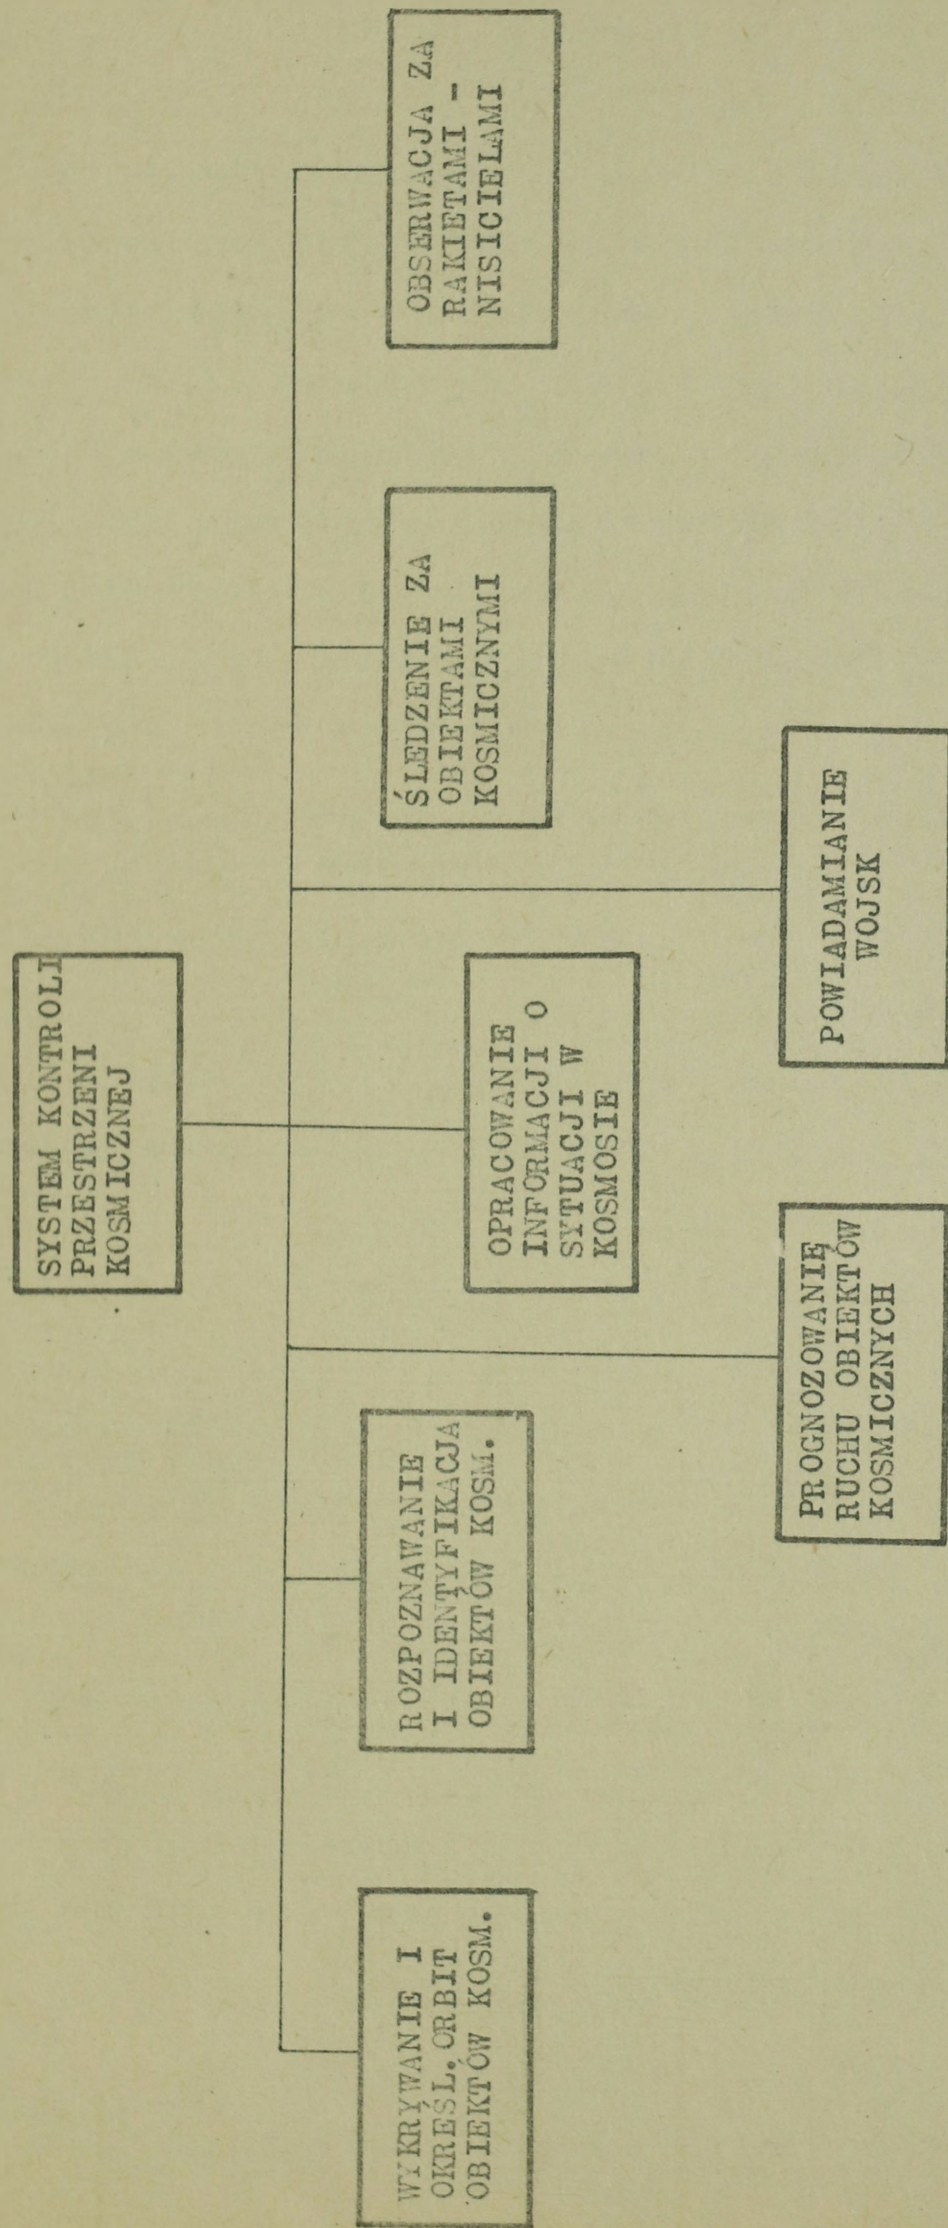 SYSTEM KONTROLI
PRZESTRZENI
KOSMICZNEJ
WYKRYWANIE I
OKREŚL. ORBIT
OBIEKTÓW KOSM.
ROZPOZNAWANIE
I IDENTYFIKACJA
OBIEKTÓW KOSM.
OPRACOWANIE
INFORMACJI O
SYTUACJI W
KOSMOSIE
ŚLEDZENIE ZA
OBIEKTAMI
KOSMICZNYMI
OBSERWACJA ZA
RAKIETAMI -
NISICIELAMI
PROGNOZOWANIE
RUCHU OBIEKTÓW
KOSMICZNYCH
POWIADAMIANIE
WOJSK